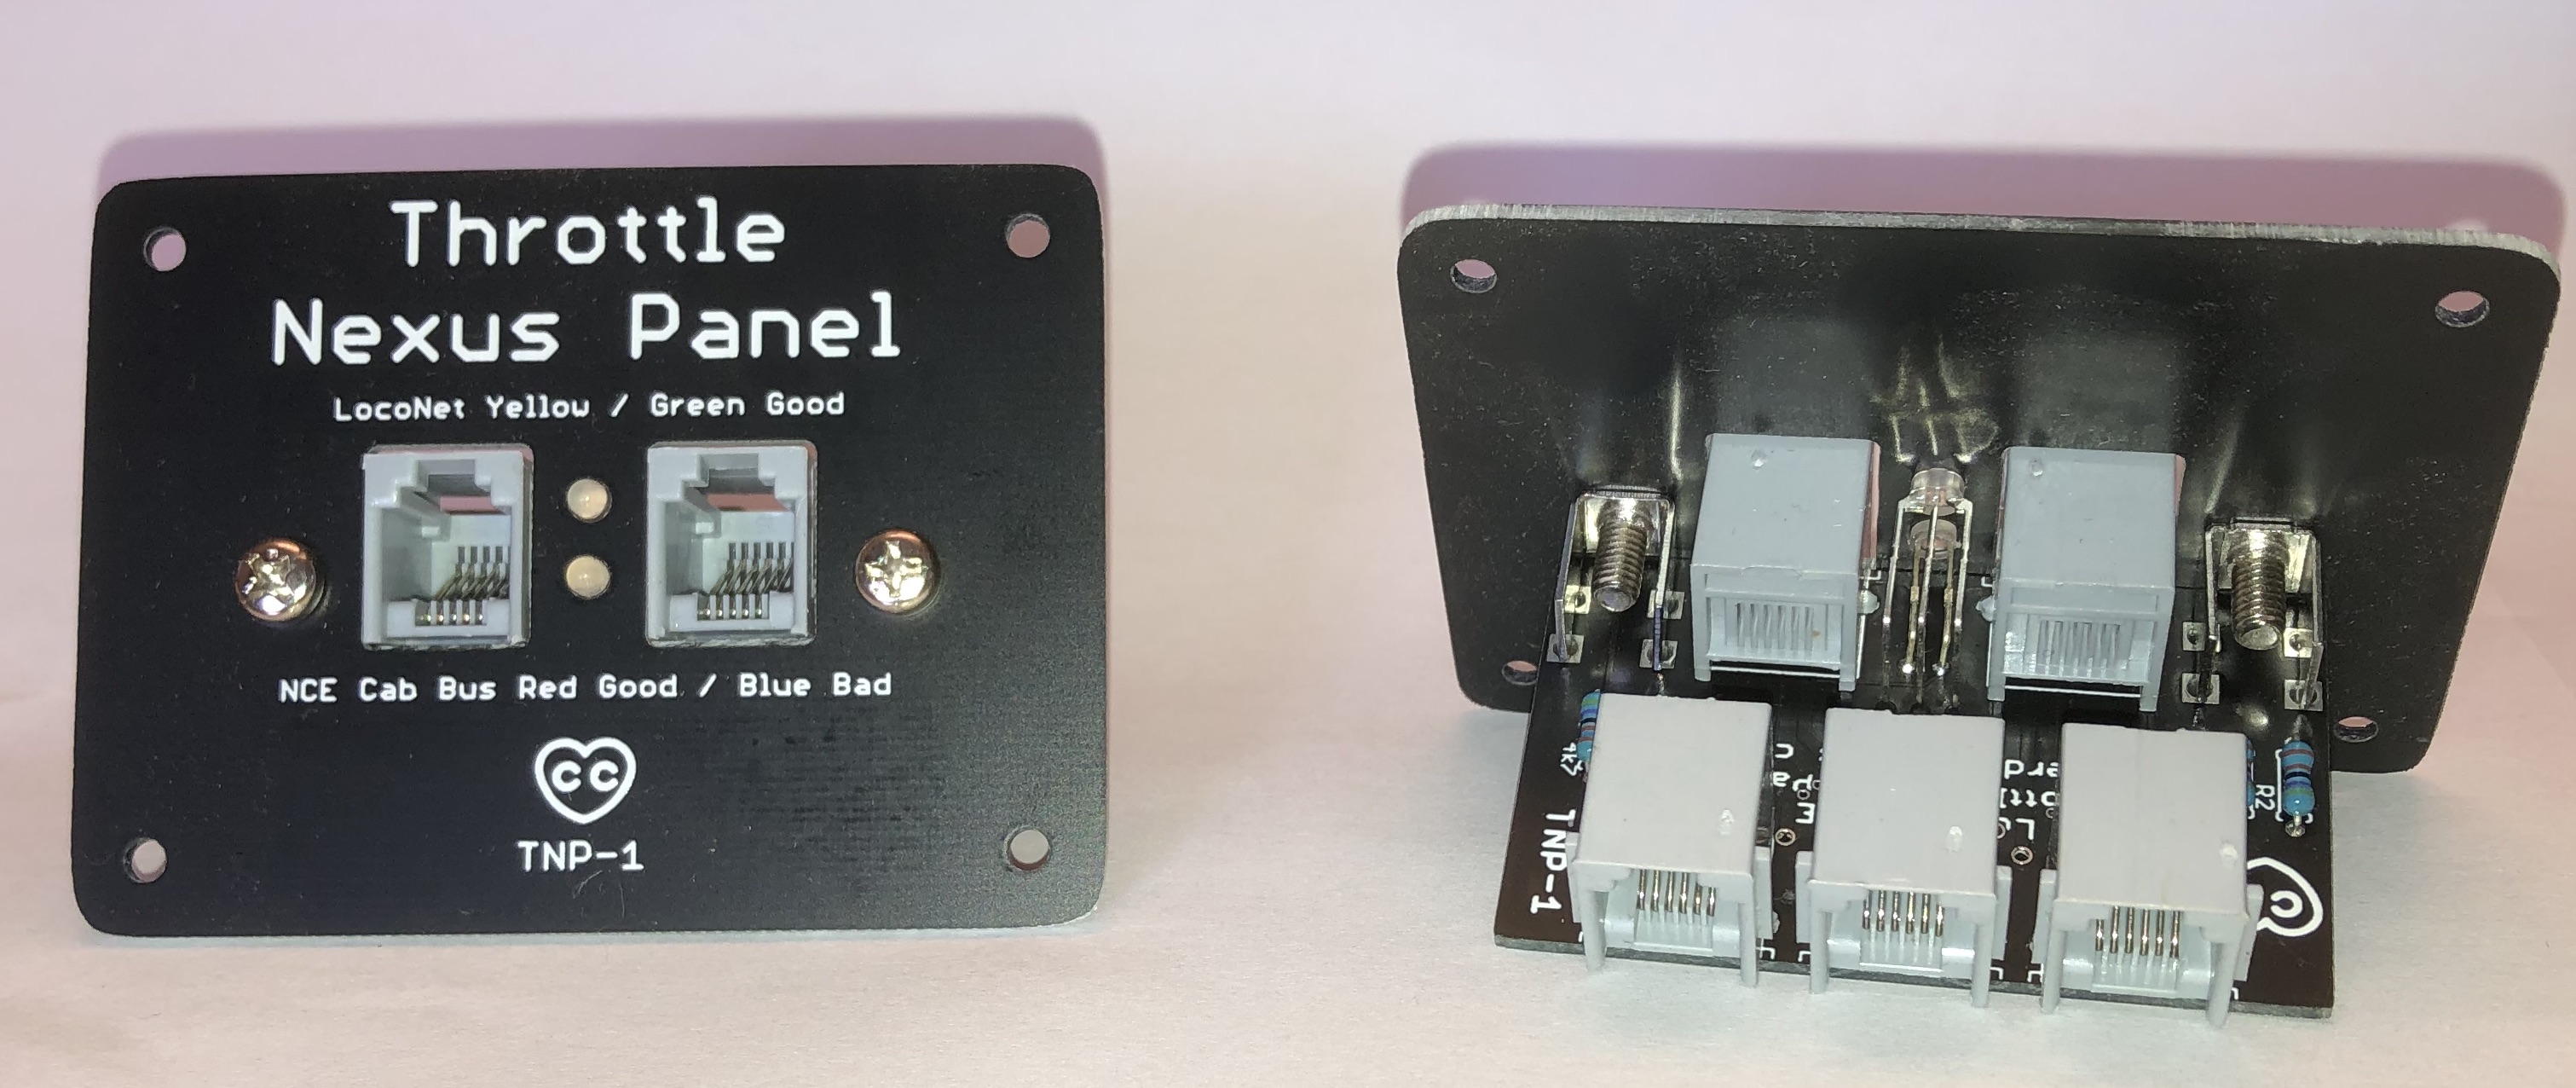 Throttle
Nexus Panel
LocoNet Yellow / Green Good
NCE Cab Bus Red Good / Blue Bad
CC
TNP-1
1k7
R2
TNP-1